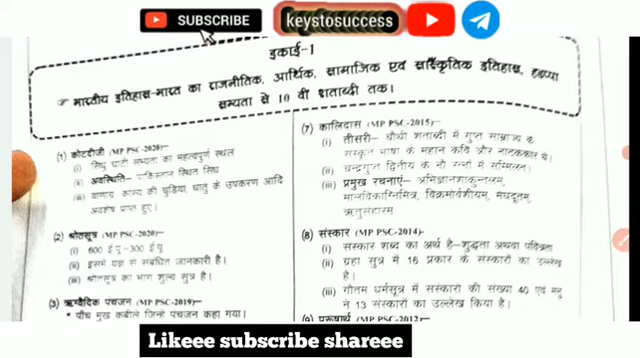 SUBSCRIBE
keystosuccess
इकाई-1
भारतीय इतिहास-भारत का राजनीतिक, आर्थिक, सामाजिक एवं सांस्कृतिक इतिहास, हड़प्पा
सभ्यता से 10 वी शताब्दी तक।
(1) कोटदीजी (MP PSC-2020)–
(i) सिंधु घाटी सभ्यता का महत्वपूर्ण स्थल
(ii) अवस्थिति– पाकिस्तान स्थित सिंध
(iii) कास्य की चुडिया, धातु के उपकरण आदि
अवशेष प्राप्त हुए।
(2) श्रोतसूत्र (MP PSC-2020)–
(i) 600 ई.पू–300 ई.पू
(ii) इसमें यज्ञ से संबंधित जानकारी है।
(iii) श्रोतसूत्र का भाग शुल्व सूत्र है।
(3) ऋग्वैदिक पंचजन (MP PSC-2019)–
• पाँच मुख कबीले जिन्हे पंचजन कहा गया।
(7) कालिदास (MP PSC-2015)–
(i) तीसरी– चौथी शताब्दी में गुप्त साम्राज्य के
संस्कृत भाषा के महान कवि और नाटककार थे।
(ii) चन्द्रगुप्त द्वितीय के नौ रत्नों में सम्मिलित।
(iii) प्रमुख रचनाएं– अभिज्ञानशाकुन्तलम,
मालविकाग्निमित्र, विक्रमोर्वशीयम्, मेघदूतम्,
ऋतुसंहारम
(8) संस्कार (MP PSC-2014)–
(i) संस्कार शब्द का अर्थ है– शुद्धता अथवा पवित्रता
(ii) ग्रहा सूत्र में 16 प्रकार के संस्कारों का उल्लेख
है।
(iii) गौतम धर्मसूत्र में संस्कारों की संख्या 40 एवं मनु
ने 13 संस्कारों का उल्लेख किया है।
(9) पुरूषार्थ (MP PSC-2012)–
Likeee subscribe shareee